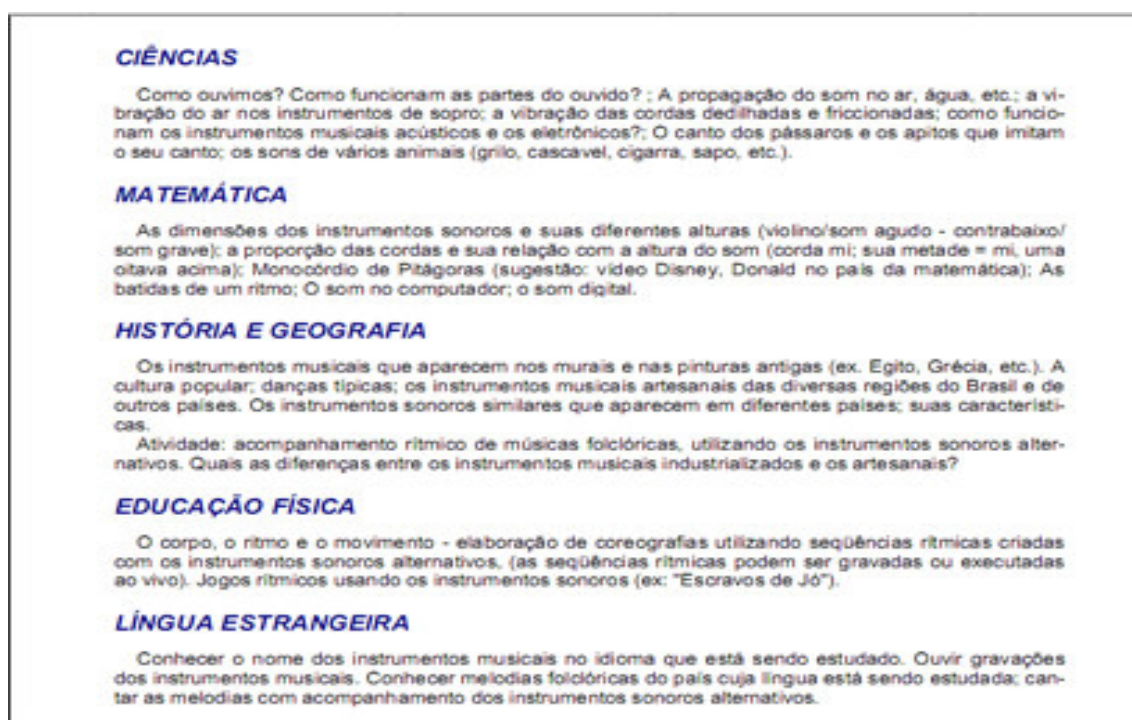 CIÊNCIAS
Como ouvimos? Como funcionam as partes do ouvido? ; A propagação do som no ar, água, etc.; a vi-
bração do ar nos instrumentos de sopro; a vibração das cordas dedilhadas e friccionadas; como funcio-
nam os instrumentos musicais acústicos e os eletrônicos?; O canto dos pássaros e os apitos que imitam
o seu canto; os sons de vários animais (grilo, cascavel, cigarra, sapo, etc.).
MATEMÁTICA
As dimensões dos instrumentos sonoros e suas diferentes alturas (violino/som agudo - contrabaixo/
som grave); a proporção das cordas e sua relação com a altura do som (corda mi; sua metade = mi, uma
oitava acima); Monocórdio de Pitágoras (sugestão: vídeo Disney, Donald no país da matemática); As
batidas de um ritmo; O som no computador; o som digital.
HISTÓRIA E GEOGRAFIA
Os instrumentos musicais que aparecem nos murais e nas pinturas antigas (ex. Egito, Grécia, etc.). A
cultura popular; danças típicas; os instrumentos musicais artesanais das diversas regiões do Brasil e de
outros países. Os instrumentos sonoros similares que aparecem em diferentes países; suas característi-
cas.
Atividade: acompanhamento rítmico de músicas folclóricas, utilizando os instrumentos sonoros alter-
nativos. Quais as diferenças entre os instrumentos musicais industrializados e os artesanais?
EDUCAÇÃO FÍSICA
O corpo, o ritmo e o movimento - elaboração de coreografias utilizando seqüências rítmicas criadas
com os instrumentos sonoros alternativos, (as seqüências rítmicas podem ser gravadas ou executadas
ao vivo). Jogos rítmicos usando os instrumentos sonoros (ex: "Escravos de Jó").
LÍNGUA ESTRANGEIRA
Conhecer o nome dos instrumentos musicais no idioma que está sendo estudado. Ouvir gravações
dos instrumentos musicais. Conhecer melodias folclóricas do país cuja língua está sendo estudada; can-
tar as melodias com acompanhamento dos instrumentos sonoros alternativos.